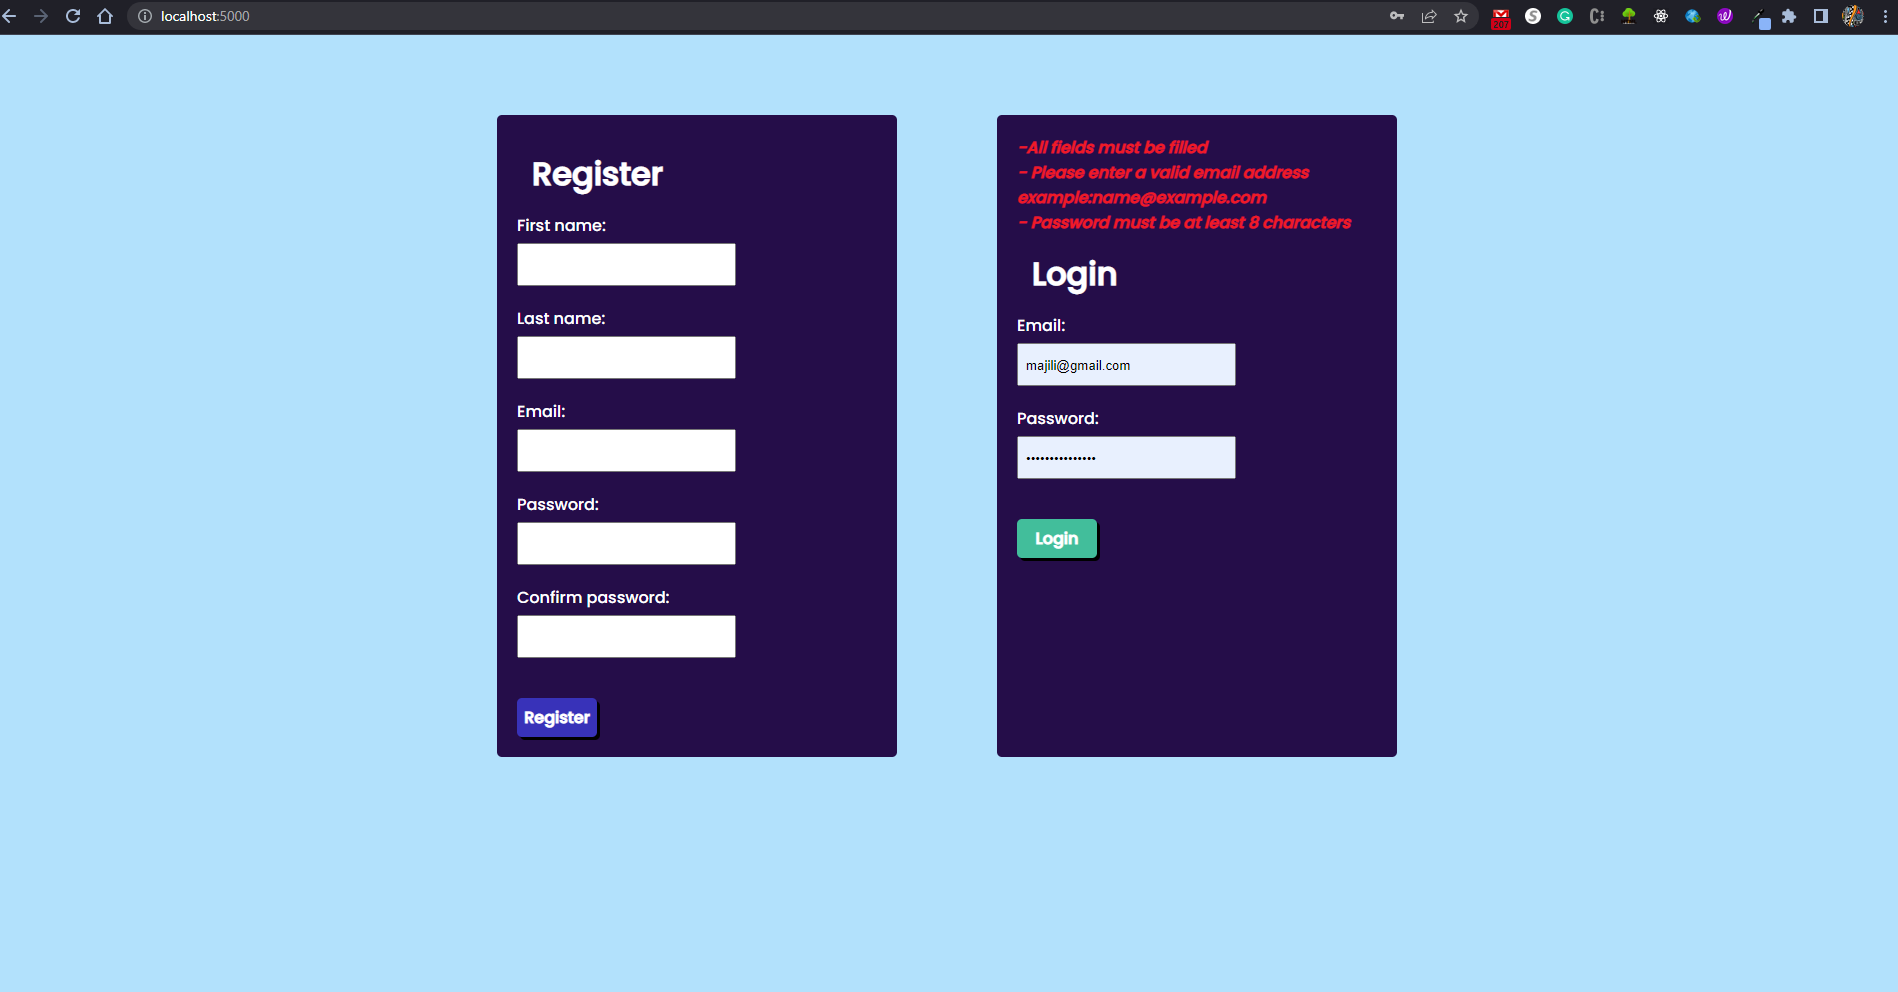 localhost:5000
207
Register
First name:
Last name:
Email:
Password:
Confirm password:
Register
-All fields must be filled
- Please enter a valid email address
example:name@example.com
- Password must be at least 8 characters
Login
Email:
majili@gmail.com
Password:
•••••••••••••••
Login